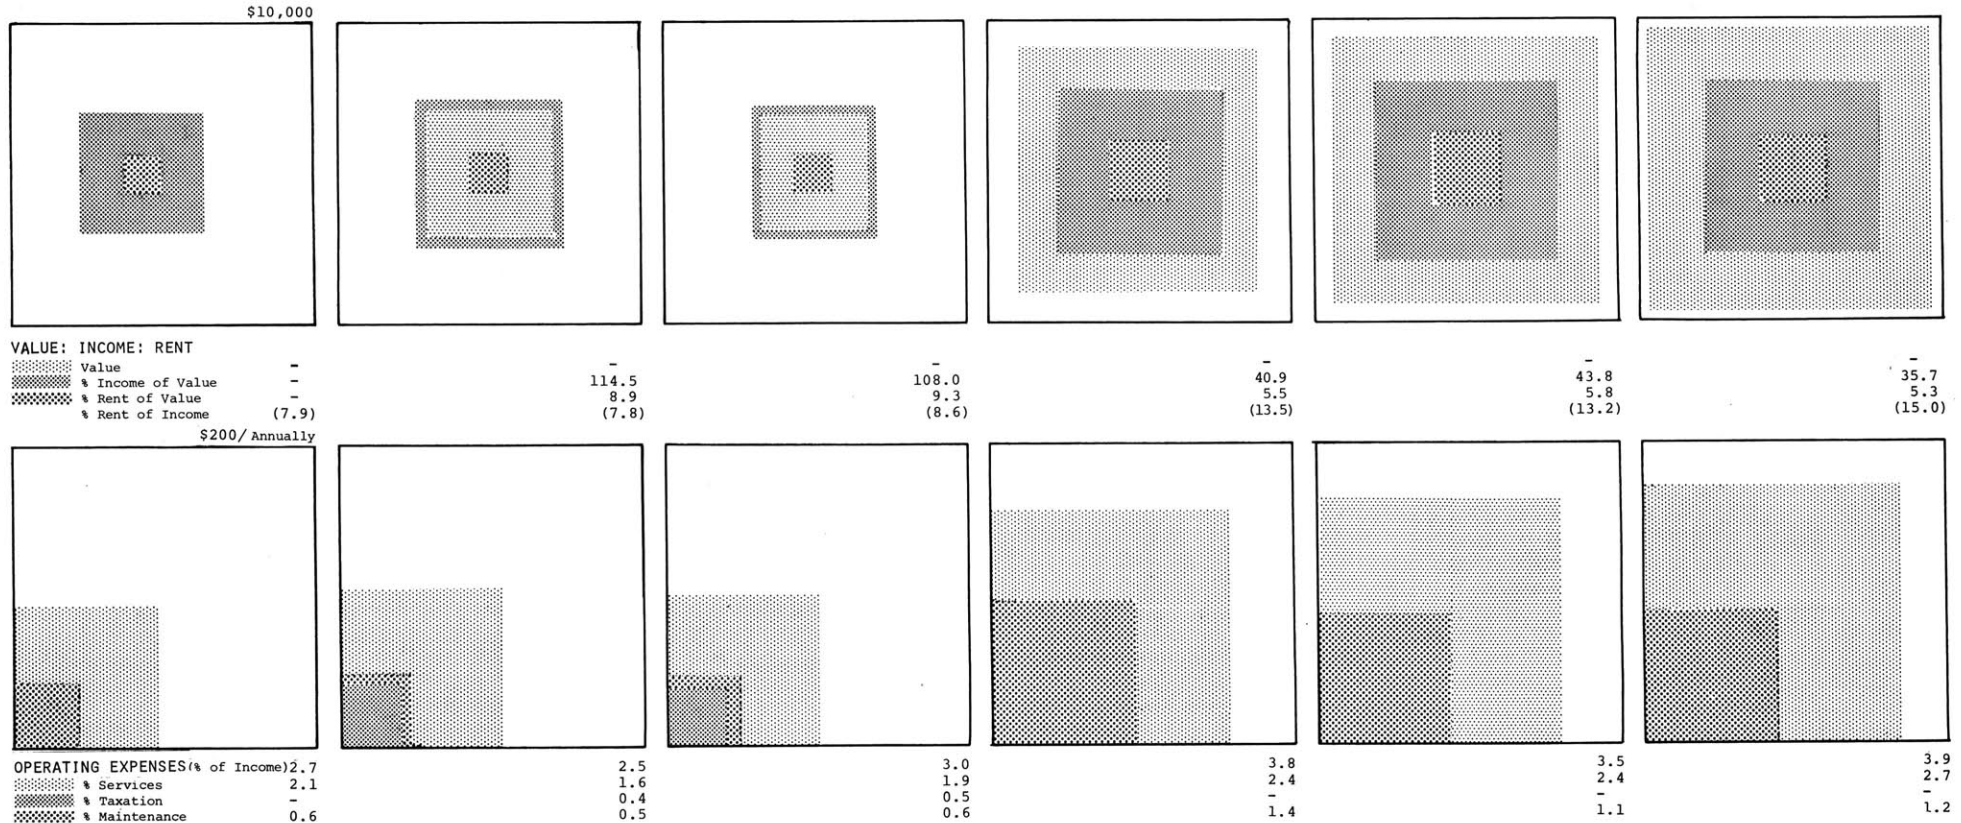 $10,000
VALUE: INCOME: RENT
Value - - - - - -
% Income of Value - 114.5 108.0 40.9 43.8 35.7
% Rent of Value - 8.9 9.3 5.5 5.8 5.3
% Rent of Income (7.9) (7.8) (8.6) (13.5) (13.2) (15.0)
$200/Annually
OPERATING EXPENSES(% of Income)2.7 2.5 3.0 3.8 3.5 3.9
% Services 2.1 1.6 1.9 2.4 2.4 2.7
% Taxation - 0.4 0.5 - - -
% Maintenance 0.6 0.5 0.6 1.4 1.1 1.2